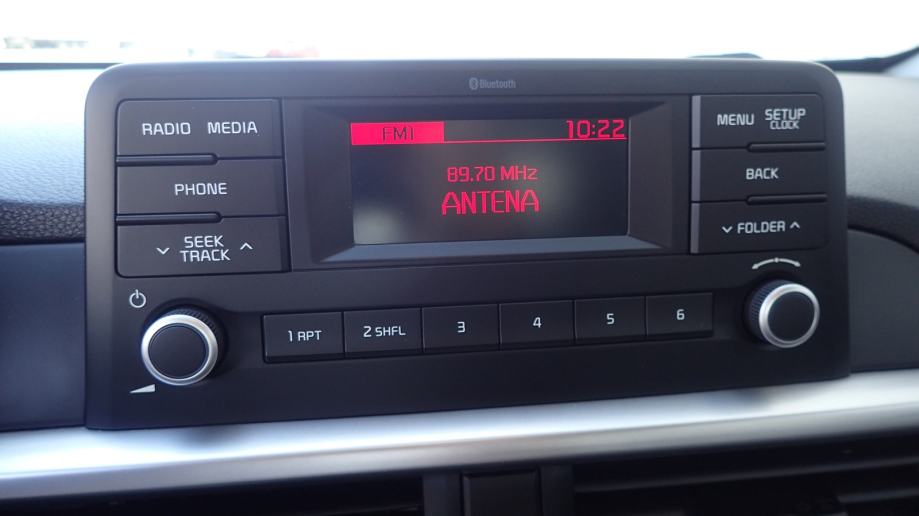 Bluetooth
RADIO MEDIA
PHONE
SEEK
TRACK
FM1 10:22
89.70 MHz
ANTENA
MENU SETUP
CLOCK
BACK
FOLDER
1 RPT 2 SHFL 3 4 5 6